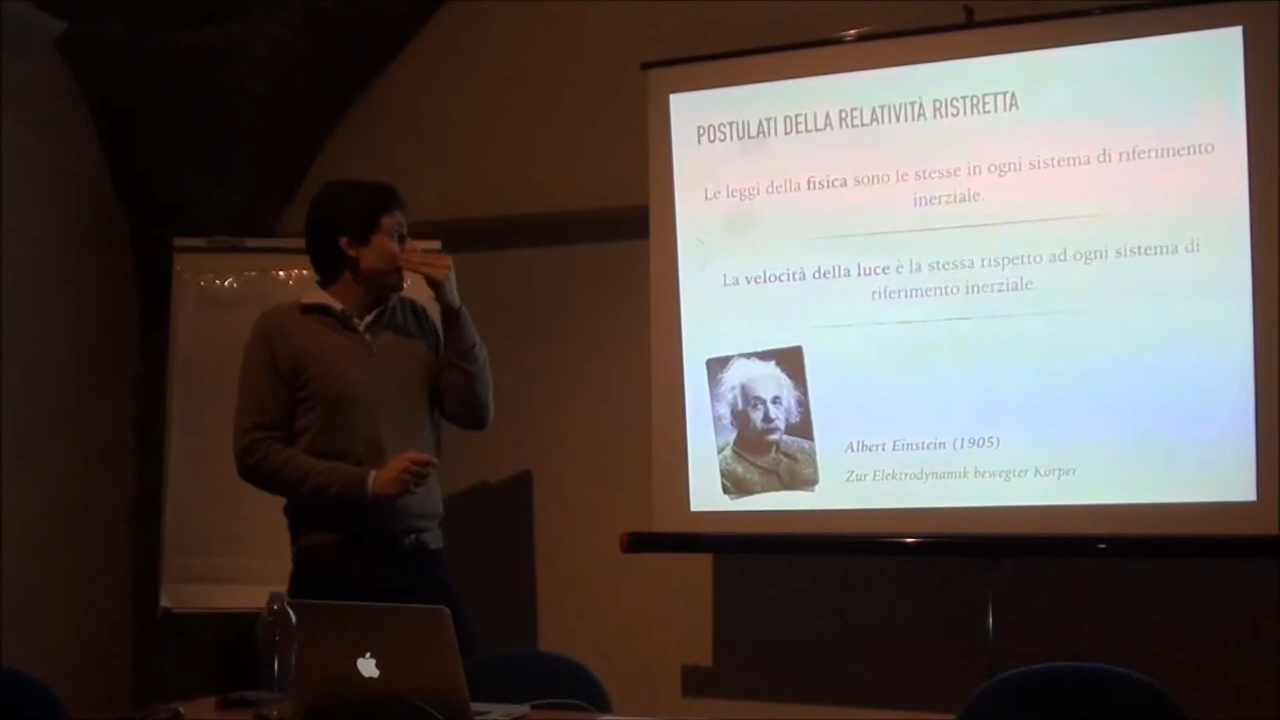 POSTULATI DELLA RELATIVITÀ RISTRETTA
Le leggi della fisica sono le stesse in ogni sistema di riferimento
inerziale.
La velocità della luce è la stessa rispetto ad ogni sistema di
riferimento inerziale
Albert Einstein (1905)
Zur Elektrodynamik bewegter Körper